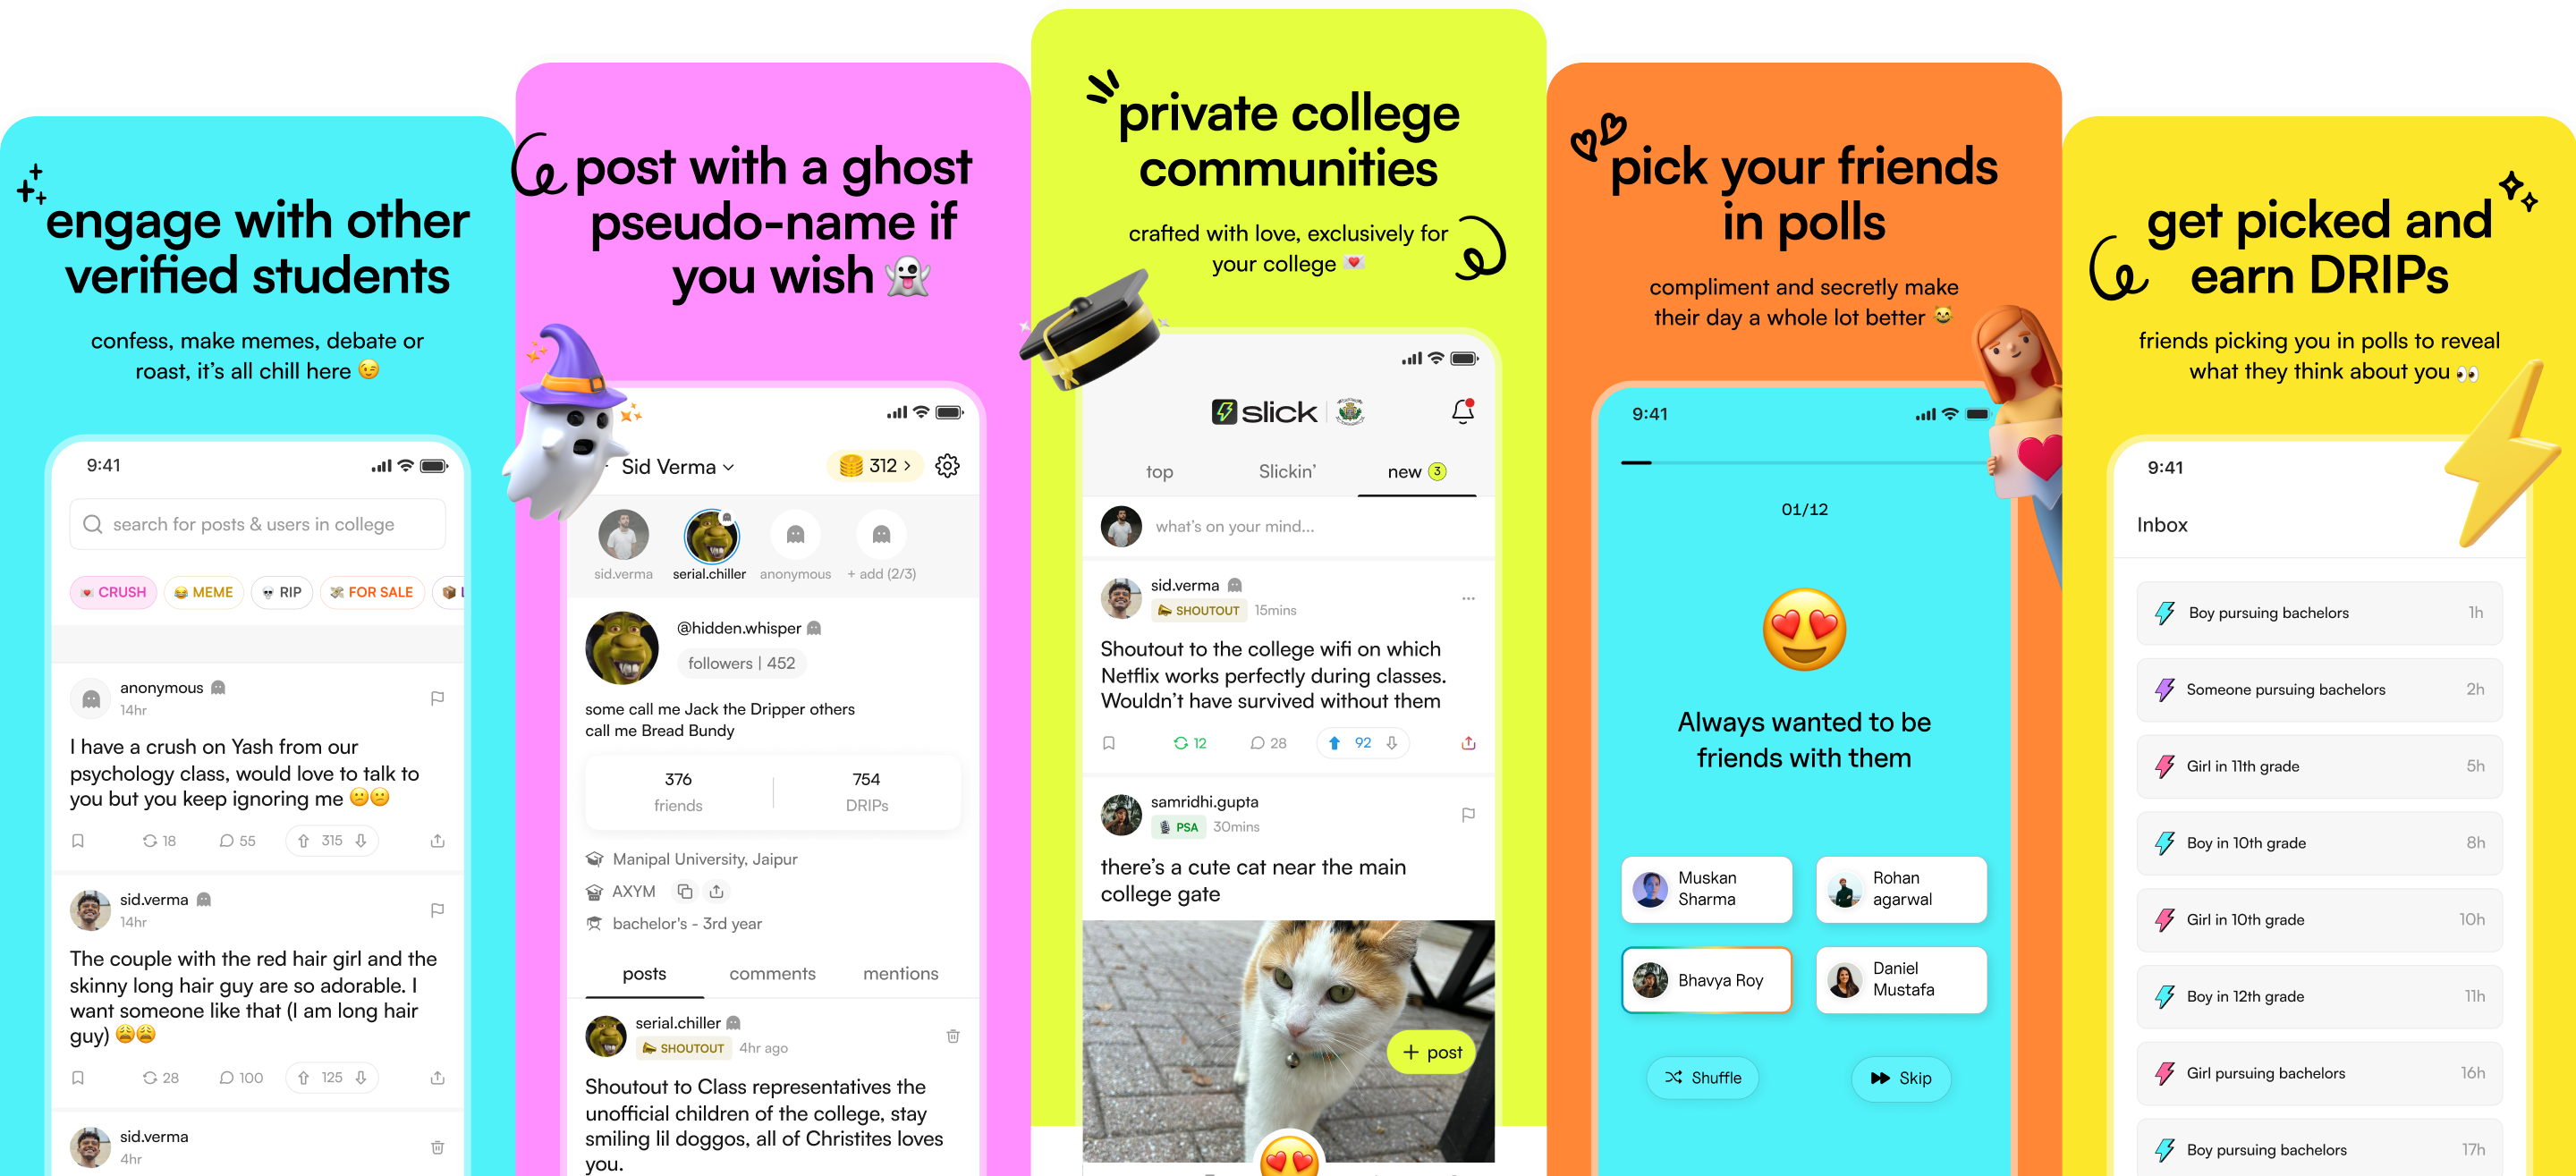 engage with other
verified students
confess, make memes, debate or
roast, it's all chill here 😉
9:41
search for posts & users in college
💌 CRUSH
😂 MEME
💀 RIP
💸 FOR SALE
anonymous
14hr
I have a crush on Yash from our
psychology class, would love to talk to
you but you keep ignoring me 😕😕
18
55
315
sid.verma
14hr
The couple with the red hair girl and the
skinny long hair guy are so adorable. I
want someone like that (I am long hair
guy) 😩😩
28
100
125
sid.verma
4hr
post with a ghost
pseudo-name if
you wish 👻
Sid Verma
312
sid.verma
serial.chiller
anonymous
+ add (2/3)
@hidden.whisper
followers | 452
some call me Jack the Dripper others
call me Bread Bundy
376
friends
754
DRIPs
Manipal University, Jaipur
AXYM
bachelor's - 3rd year
posts
comments
mentions
serial.chiller
SHOUTOUT
4hr ago
Shoutout to Class representatives the
unofficial children of the college, stay
smiling lil doggos, all of Christites loves
you.
private college
communities
crafted with love, exclusively for
your college 💌
slick
top
Slickin'
new 3
what's on your mind...
sid.verma
SHOUTOUT
15mins
Shoutout to the college wifi on which
Netflix works perfectly during classes.
Wouldn't have survived without them
12
28
92
samridhi.gupta
PSA
30mins
there's a cute cat near the main
college gate
+ post
pick your friends
in polls
compliment and secretly make
their day a whole lot better 😺
9:41
01/12
Always wanted to be
friends with them
Muskan
Sharma
Rohan
agarwal
Bhavya Roy
Daniel
Mustafa
Shuffle
Skip
get picked and
earn DRIPs
friends picking you in polls to reveal
what they think about you 👀
9:41
Inbox
Boy pursuing bachelors
1h
Someone pursuing bachelors
2h
Girl in 11th grade
5h
Boy in 10th grade
8h
Girl in 10th grade
10h
Boy in 12th grade
11h
Girl pursuing bachelors
16h
Boy pursuing bachelors
17h